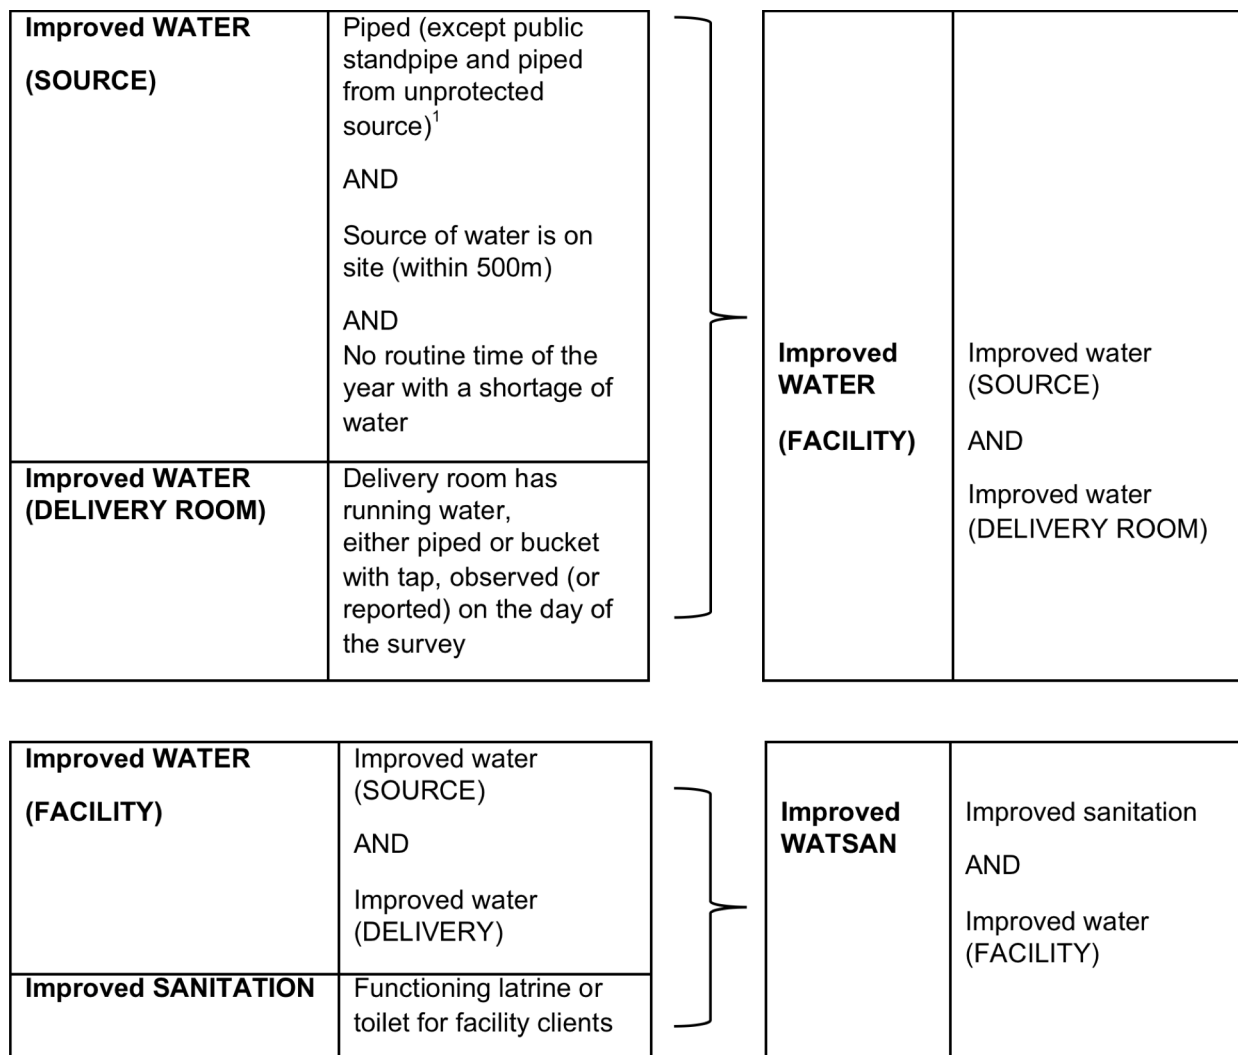 Improved WATER
(SOURCE)
Piped (except public
standpipe and piped
from unprotected
source)1
AND
Source of water is on
site (within 500m)
AND
No routine time of the
year with a shortage of
water
Improved WATER
(DELIVERY ROOM)
Delivery room has
running water,
either piped or bucket
with tap, observed (or
reported) on the day of
the survey
Improved
WATER
(FACILITY)
Improved water
(SOURCE)
AND
Improved water
(DELIVERY ROOM)
Improved WATER
(FACILITY)
Improved water
(SOURCE)
AND
Improved water
(DELIVERY)
Improved SANITATION
Functioning latrine or
toilet for facility clients
Improved
WATSAN
Improved sanitation
AND
Improved water
(FACILITY)